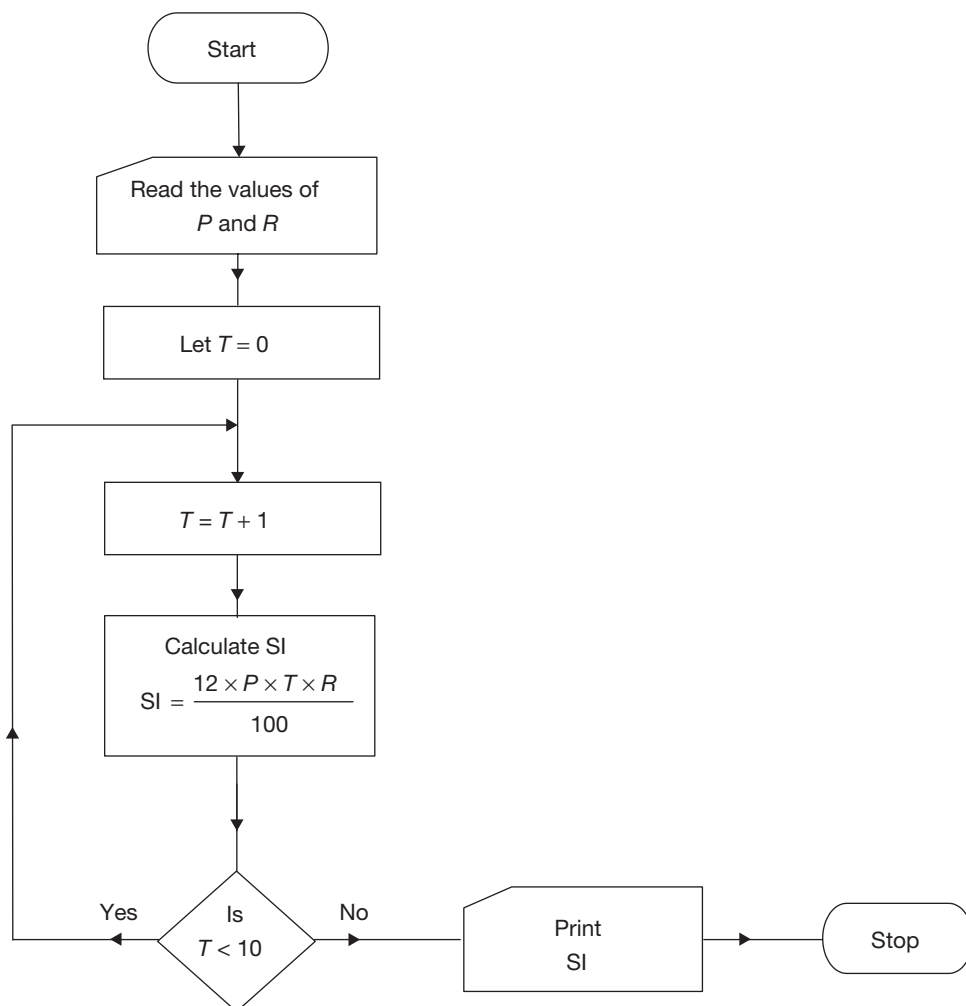 Start
Read the values of
P and R
Let T = 0
T = T + 1
Calculate SI
SI = 12 × P × T × R / 100
Is
T < 10
Yes
No
Print
SI
Stop